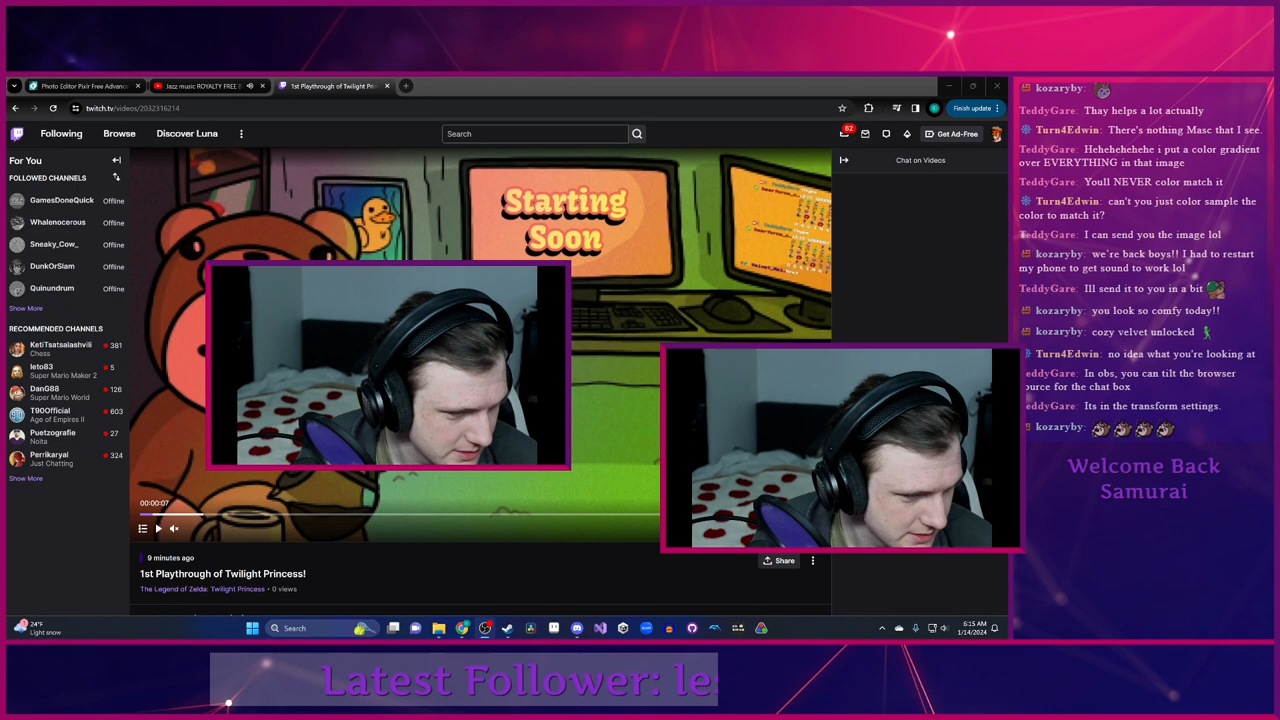 Photo Editor Pixlr Free Advanc
Jazz music ROYALTY FREE B
1st Playthrough of Twilight Prin
twitch.tv/videos/2032316214
Finish update
Following
Browse
Discover Luna
Search
62
Get Ad-Free
For You
FOLLOWED CHANNELS
GamesDoneQuick Offline
Whalenocerous Offline
Sneaky_Cow_ Offline
DunkOrSlam Offline
Quinundrum Offline
Show More
RECOMMENDED CHANNELS
KetiTsatsalashvili 381
Chess
leto83 5
Super Mario Maker 2
DanG88 126
Super Mario World
T90Official 603
Age of Empires II
Puetzografie 27
Noita
Perrikaryal 324
Just Chatting
Show More
Starting
Soon
Chat on Videos
00:00:07
9 minutes ago
Share
1st Playthrough of Twilight Princess!
The Legend of Zelda: Twilight Princess • 0 views
24°F
Light snow
Search
6:15 AM
1/14/2024
kozaryby:
TeddyGare: Thay helps a lot actually
Turn4Edwin: There's nothing Masc that I see.
TeddyGare: Hehehehehehe i put a color gradient
over EVERYTHING in that image
TeddyGare: Youll NEVER color match it
Turn4Edwin: can't you just color sample the
color to match it?
TeddyGare: I can send you the image lol
kozaryby: we're back boys!! I had to restart
my phone to get sound to work lol
TeddyGare: Ill send it to you in a bit
kozaryby: you look so comfy today!!
kozaryby: cozy velvet unlocked
Turn4Edwin: no idea what you're looking at
TeddyGare: In obs, you can tilt the browser
ource for the chat box
eddyGare: Its in the transform settings.
kozaryby:
Welcome Back
Samurai
Latest Follower: les